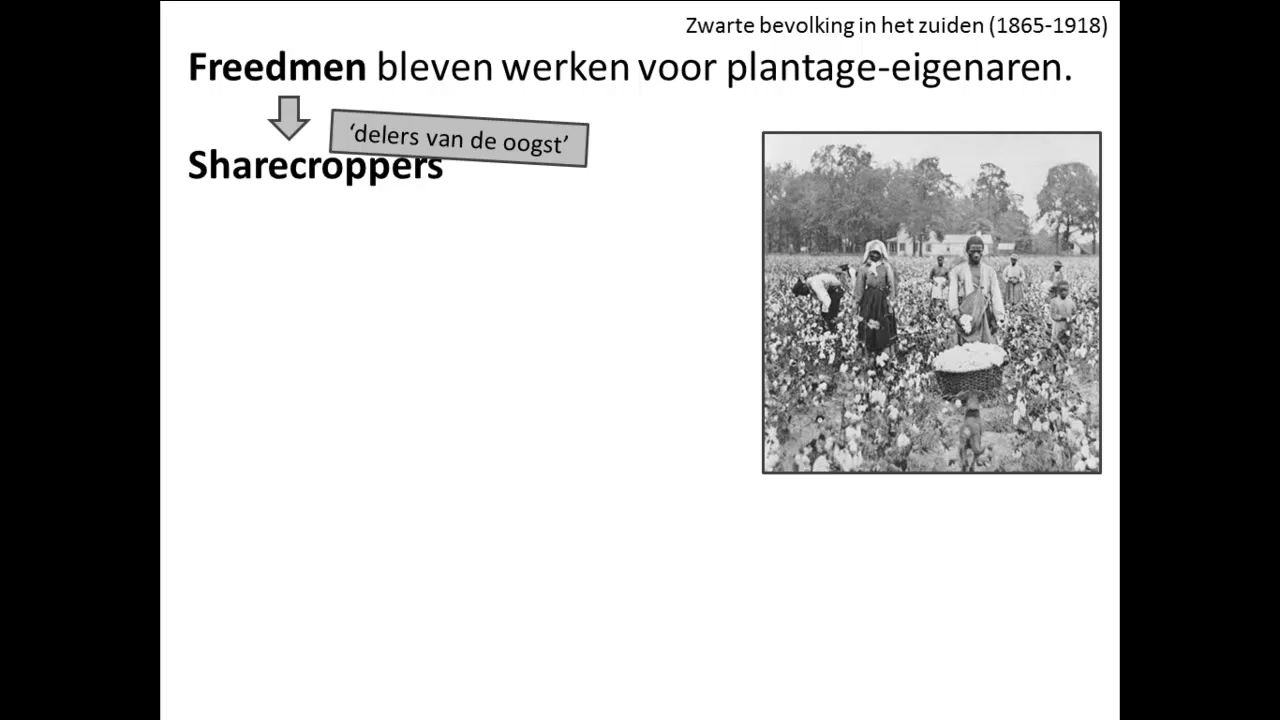 Zwarte bevolking in het zuiden (1865-1918)
Freedmen bleven werken voor plantage-eigenaren.
‘delers van de oogst’
Sharecroppers